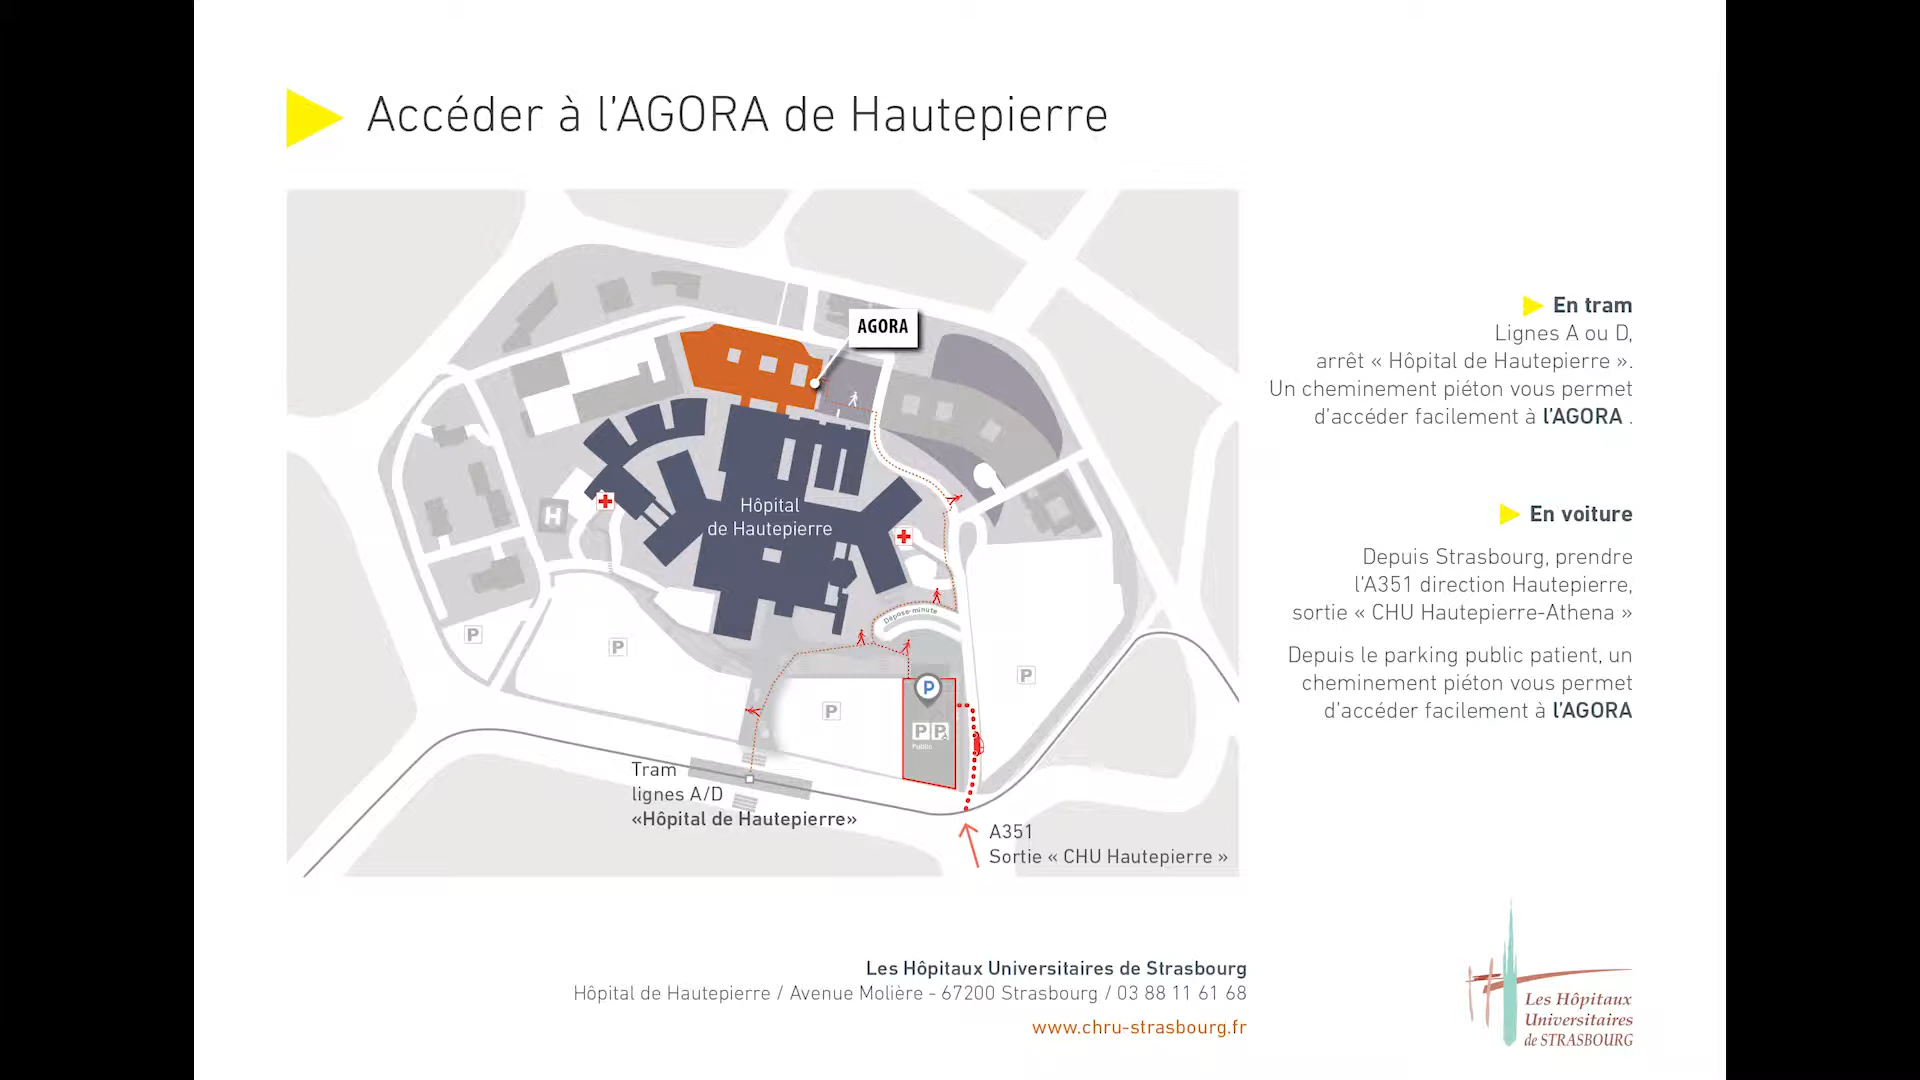 Accéder à l'AGORA de Hautepierre
AGORA
Hôpital
de Hautepierre
H
Dépose-minute
P
P
P
P
P
P P
Public
Tram
lignes A/D
«Hôpital de Hautepierre»
A351
Sortie « CHU Hautepierre »
En tram
Lignes A ou D,
arrêt « Hôpital de Hautepierre ».
Un cheminement piéton vous permet
d'accéder facilement à l'AGORA .
En voiture
Depuis Strasbourg, prendre
l'A351 direction Hautepierre,
sortie « CHU Hautepierre-Athena »
Depuis le parking public patient, un
cheminement piéton vous permet
d'accéder facilement à l'AGORA
Les Hôpitaux Universitaires de Strasbourg
Hôpital de Hautepierre / Avenue Molière - 67200 Strasbourg / 03 88 11 61 68
www.chru-strasbourg.fr
Les Hôpitaux
Universitaires
de STRASBOURG